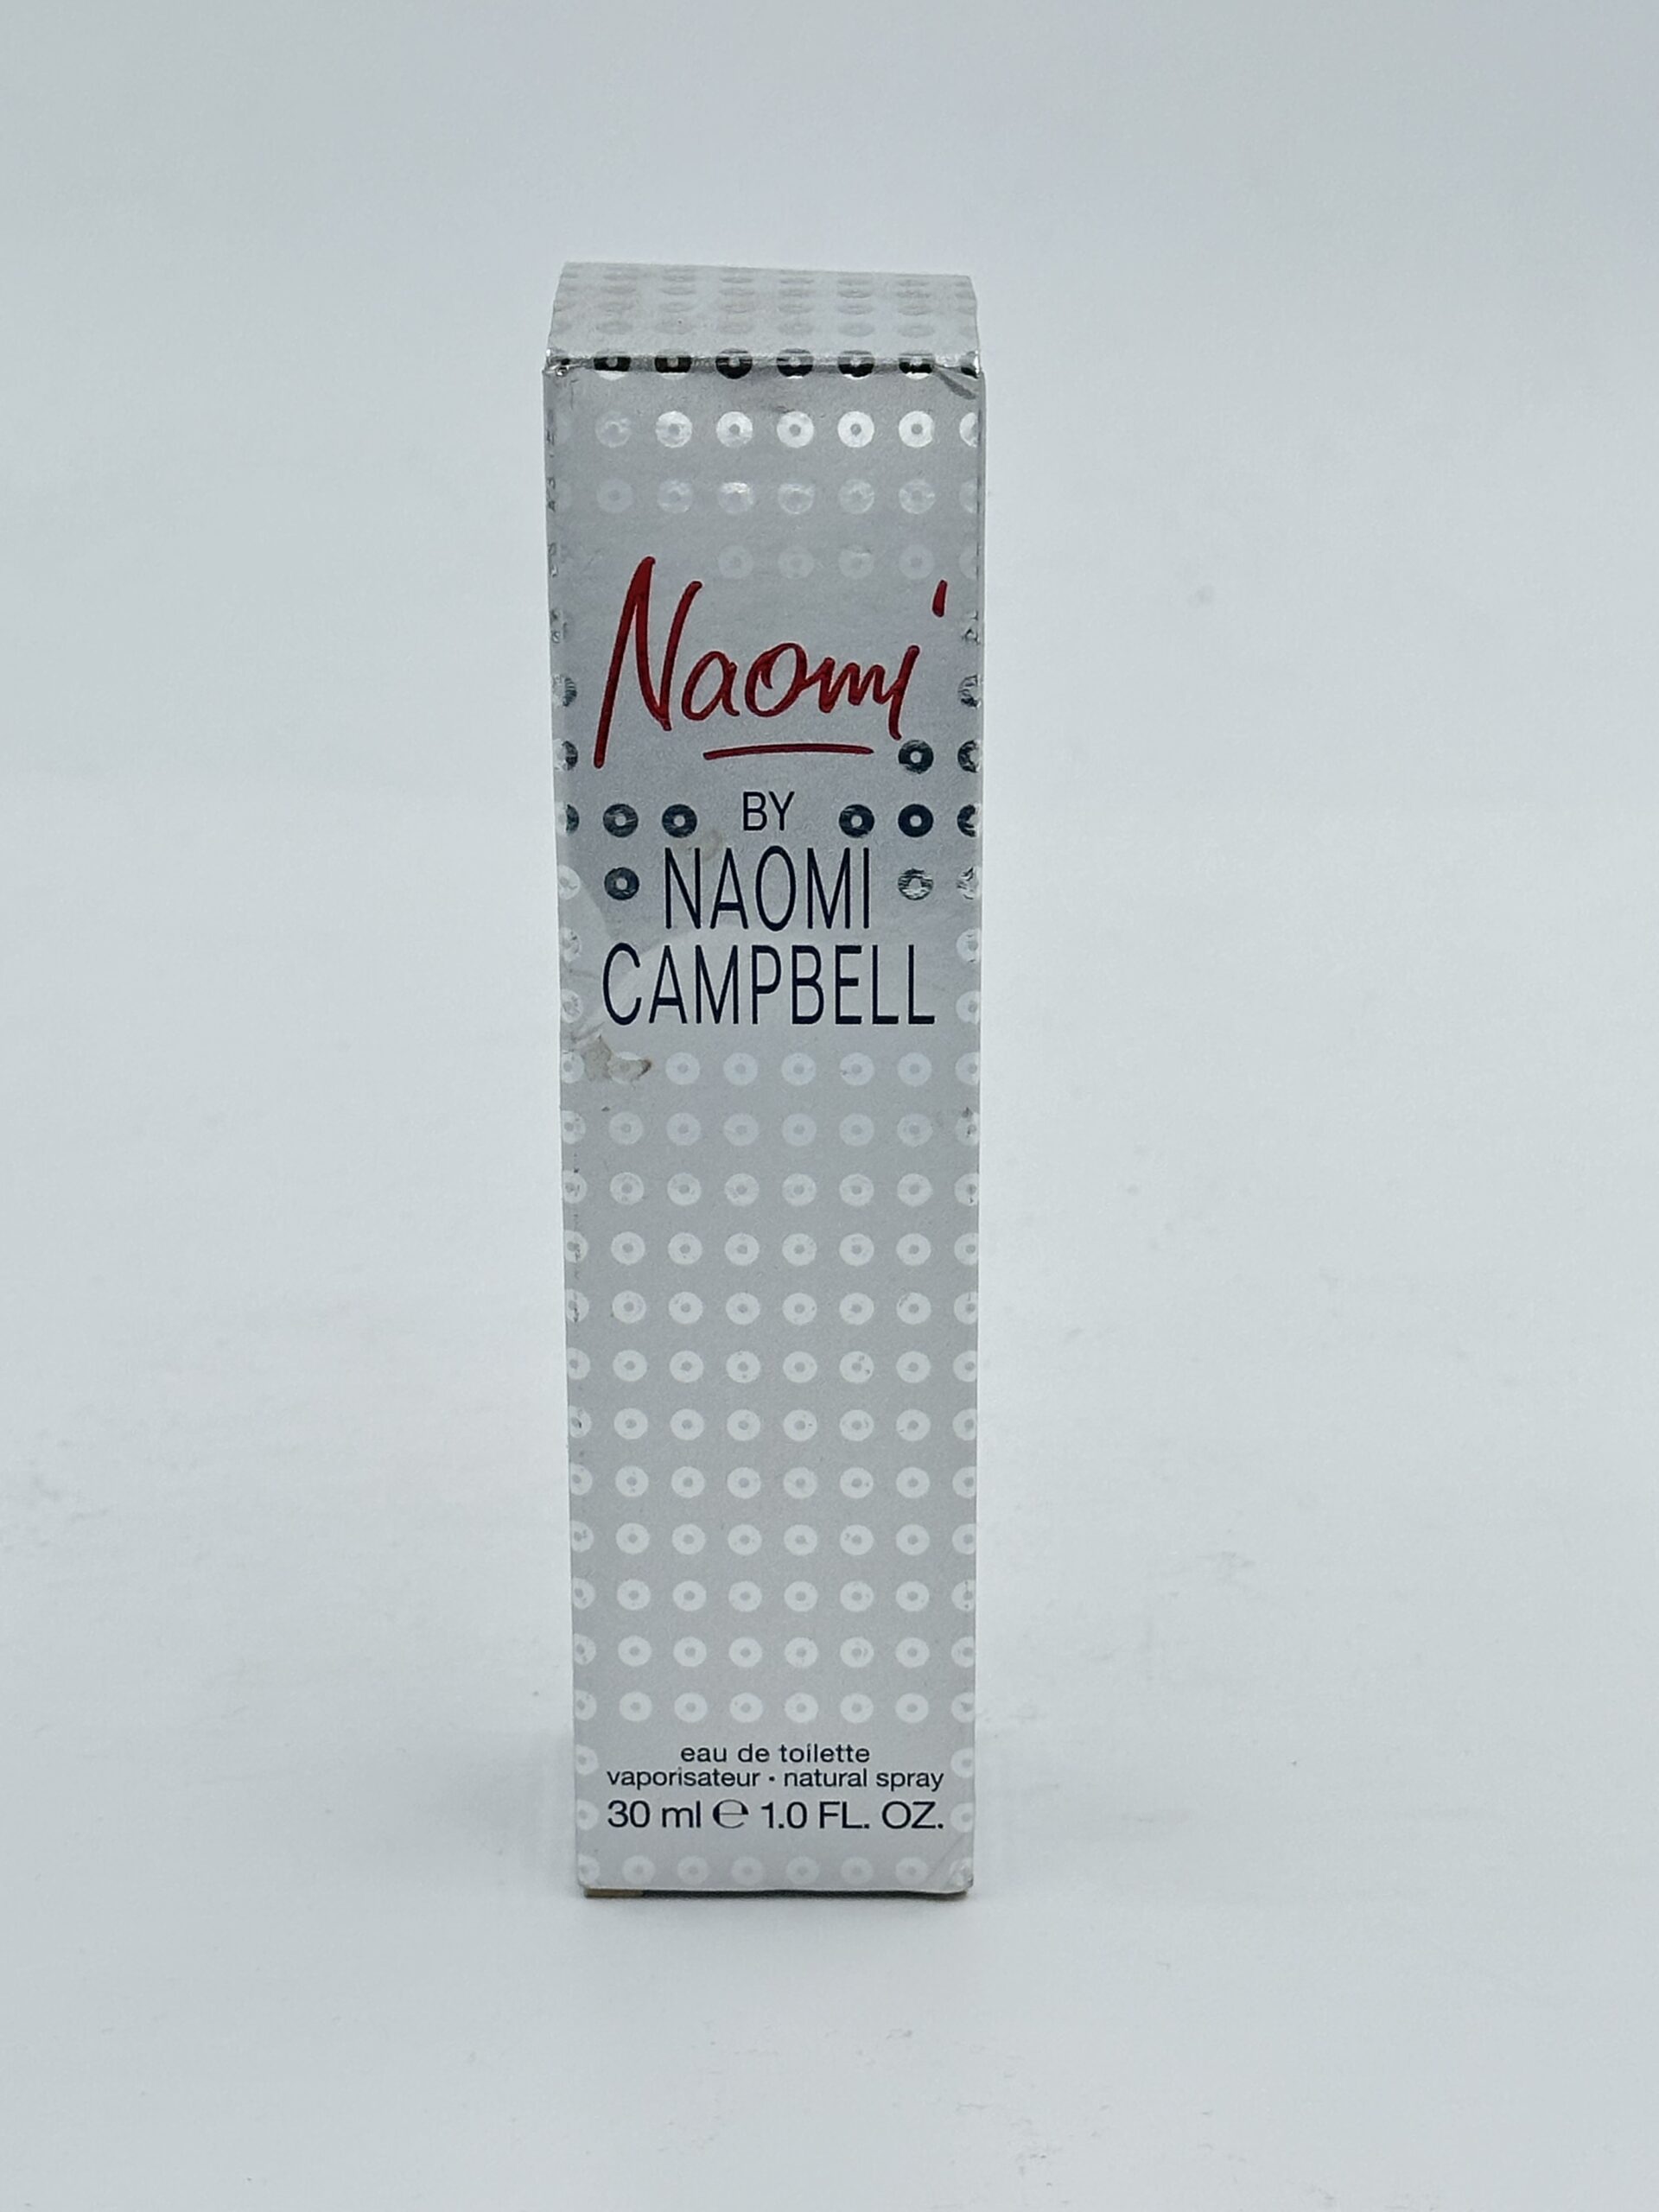 Naomi
BY
NAOMI
CAMPBELL
eau de toilette
vaporisateur · natural spray
30 ml ℮ 1.0 FL. OZ.